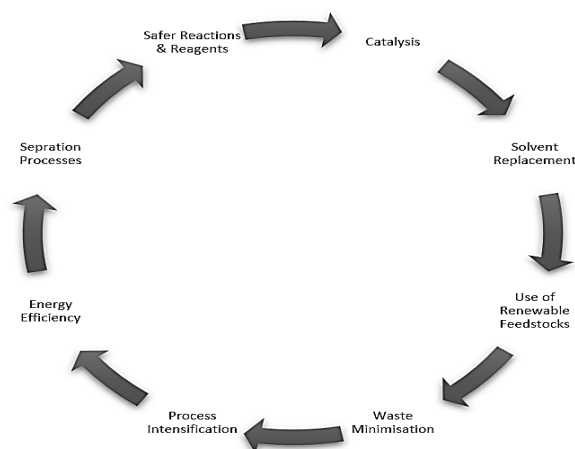 Safer Reactions
& Reagents
Catalysis
Solvent
Replacement
Use of
Renewable
Feedstocks
Waste
Minimisation
Process
Intensification
Energy
Efficiency
Sepration
Processes